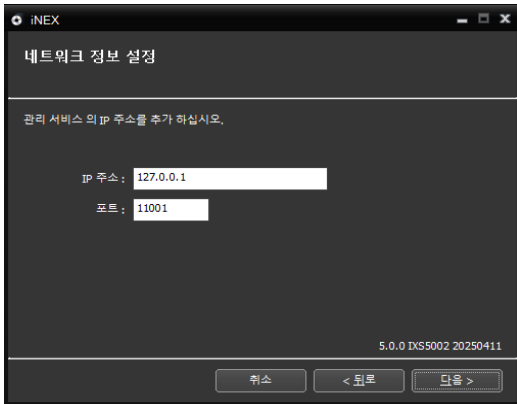 iNEX
네트워크 정보 설정
관리 서비스 의 IP 주소를 추가 하십시오.
IP 주소 : 127.0.0.1
포트 : 11001
5.0.0 IXS5002 20250411
취소 < 뒤로 다음 >